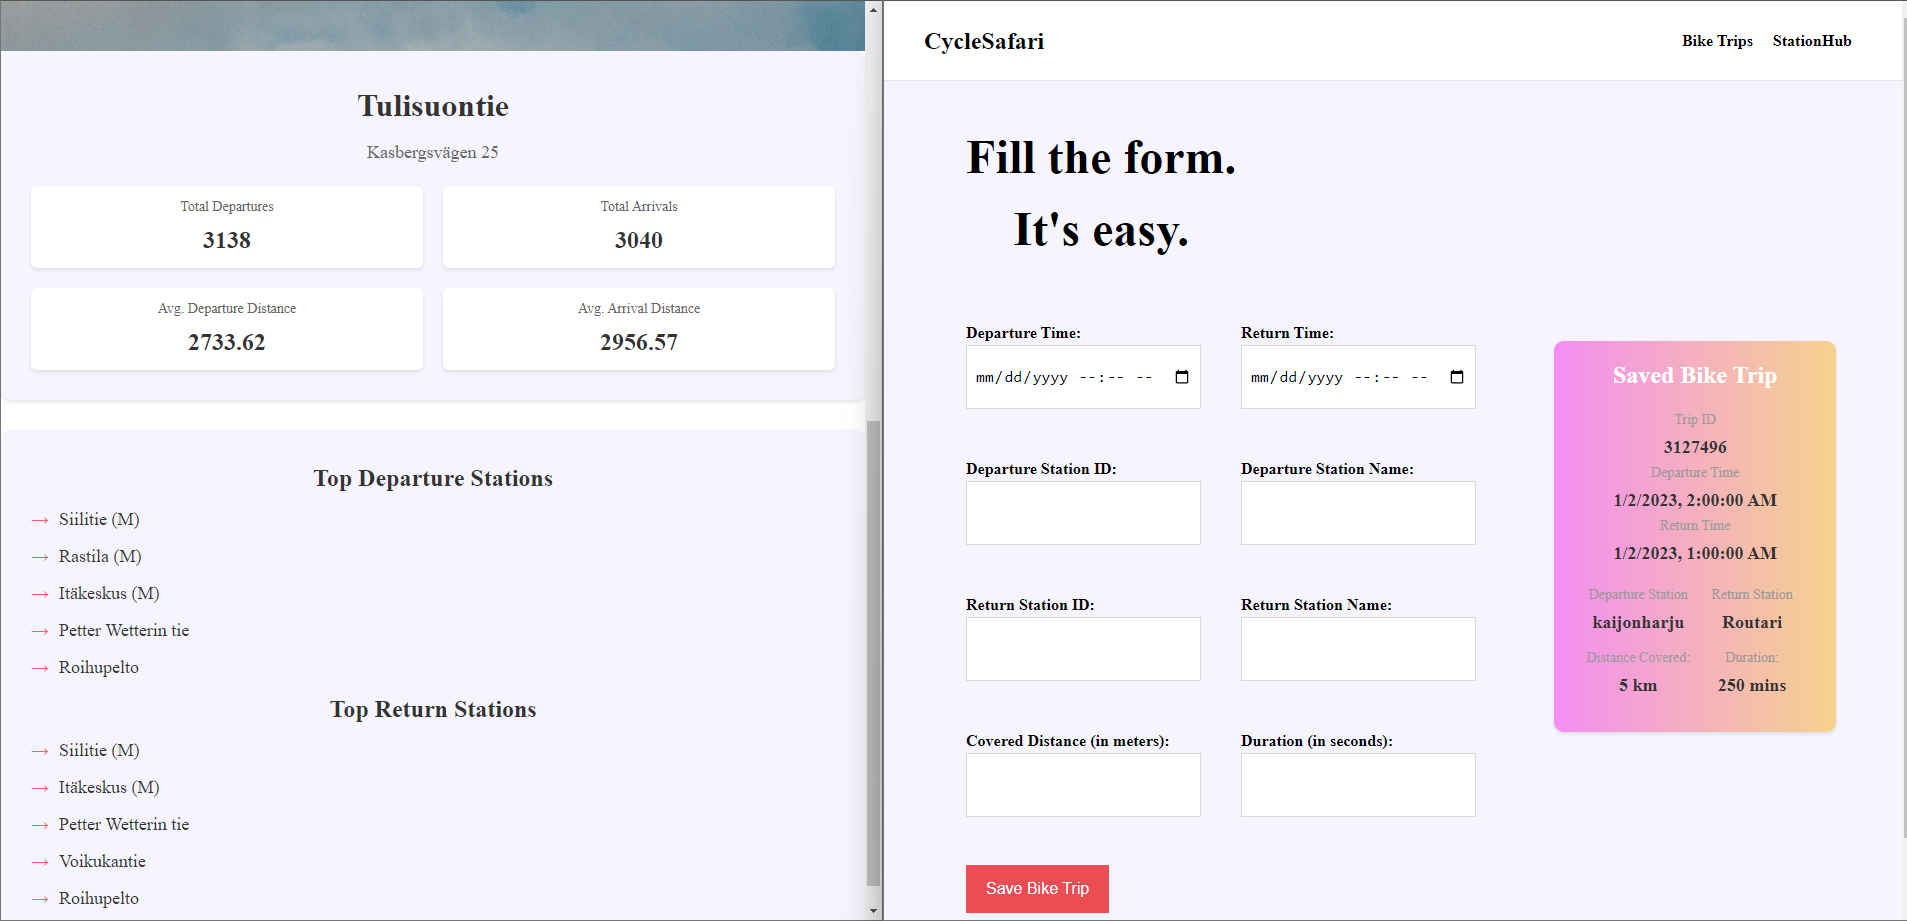 Tulisuontie
Kasbergsvägen 25
Total Departures
3138
Total Arrivals
3040
Avg. Departure Distance
2733.62
Avg. Arrival Distance
2956.57
Top Departure Stations
→ Siilitie (M)
→ Rastila (M)
→ Itäkeskus (M)
→ Petter Wetterin tie
→ Roihupelto
Top Return Stations
→ Siilitie (M)
→ Itäkeskus (M)
→ Petter Wetterin tie
→ Voikukantie
→ Roihupelto
CycleSafari
Bike Trips StationHub
Fill the form.
It's easy.
Departure Time:
mm/dd/yyyy --:-- --
Return Time:
mm/dd/yyyy --:-- --
Departure Station ID:
Departure Station Name:
Return Station ID:
Return Station Name:
Covered Distance (in meters):
Duration (in seconds):
Save Bike Trip
Saved Bike Trip
Trip ID
3127496
Departure Time
1/2/2023, 2:00:00 AM
Return Time
1/2/2023, 1:00:00 AM
Departure Station
kaijonharju
Return Station
Routari
Distance Covered:
5 km
Duration:
250 mins